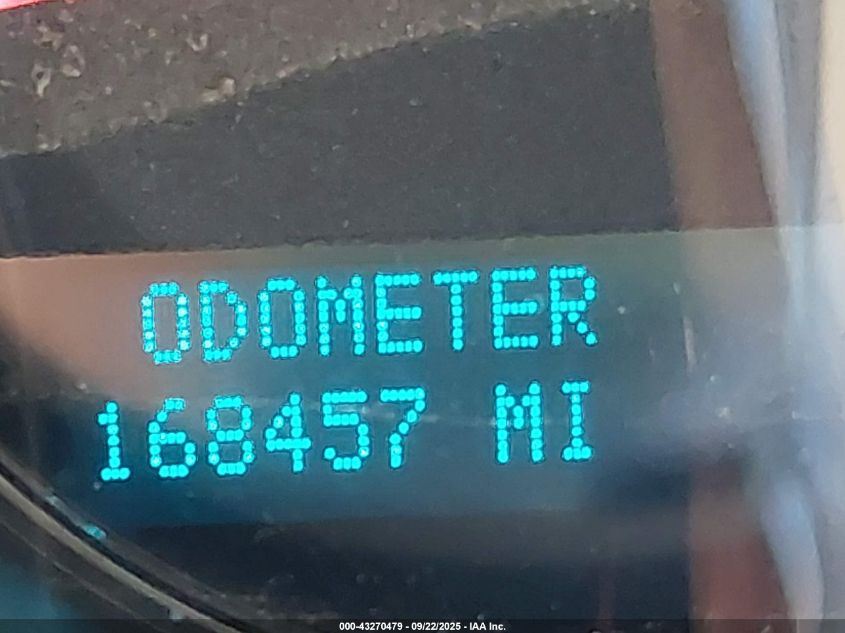 ODOMETER
168457 MI
000-43270479 - 09/22/2025 - IAA Inc.